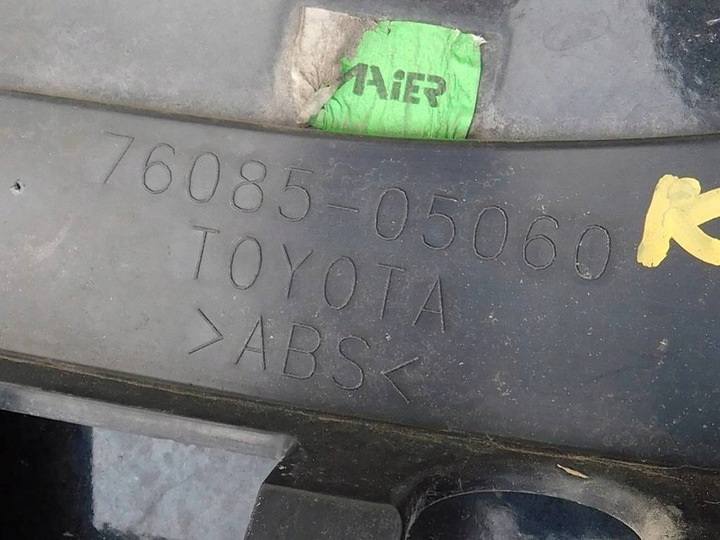 MAIER
76085-05060
TOYOTA
>ABS<
K